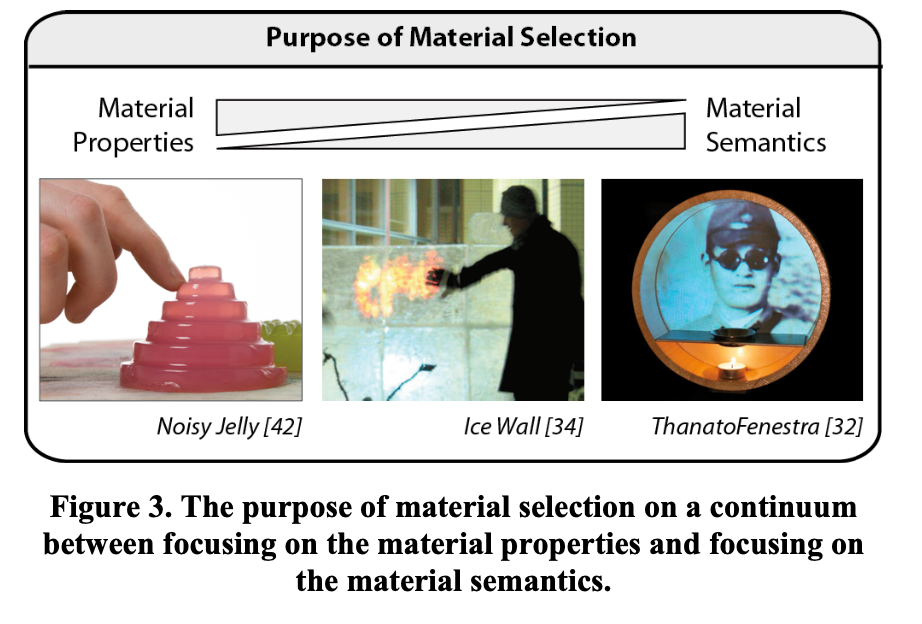 Purpose of Material Selection
Material
Properties
Material
Semantics
Noisy Jelly [42]
Ice Wall [34]
ThanatoFenestra [32]
Figure 3. The purpose of material selection on a continuum
between focusing on the material properties and focusing on
the material semantics.